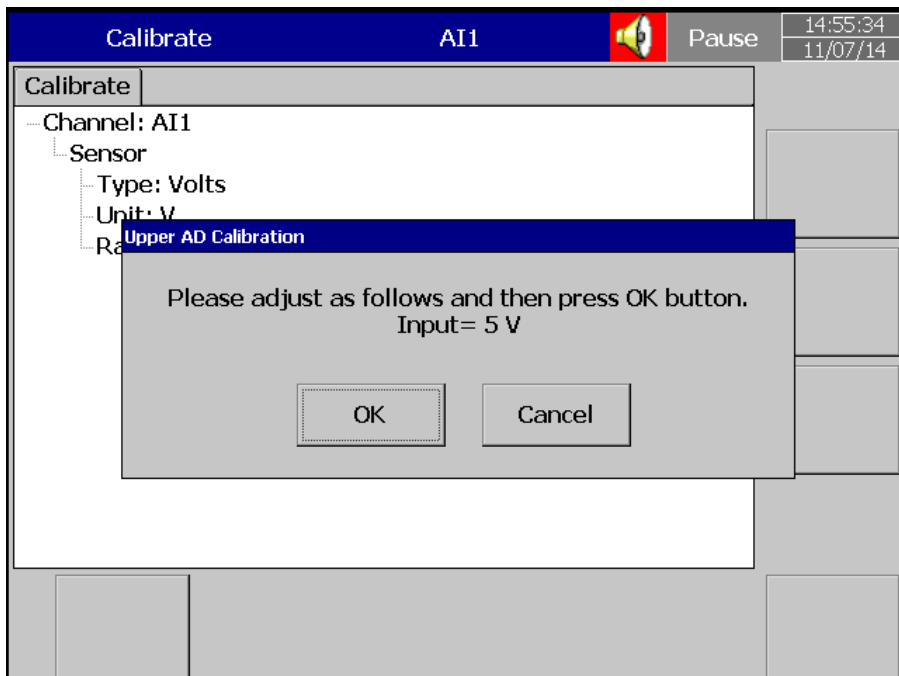 Calibrate AI1 Pause 14:55:34
11/07/14
Calibrate
Channel: AI1
Sensor
Type: Volts
Unit: V
Upper AD Calibration
Please adjust as follows and then press OK button.
Input= 5 V
OK Cancel